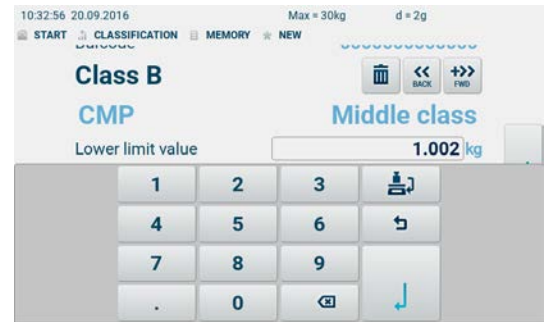 10:32:56 20.09.2016 Max = 30kg d = 2g
START CLASSIFICATION MEMORY NEW
Class B BACK FWD
CMP Middle class
Lower limit value 1.002 kg
1 2 3
4 5 6
7 8 9
. 0